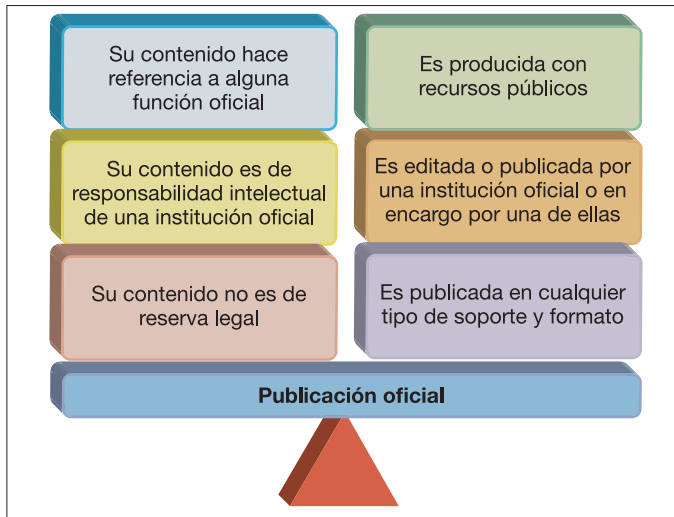 Su contenido hace
referencia a alguna
función oficial
Es producida con
recursos públicos
Su contenido es de
responsabilidad intelectual
de una institución oficial
Es editada o publicada por
una institución oficial o en
encargo por una de ellas
Su contenido no es de
reserva legal
Es publicada en cualquier
tipo de soporte y formato
Publicación oficial